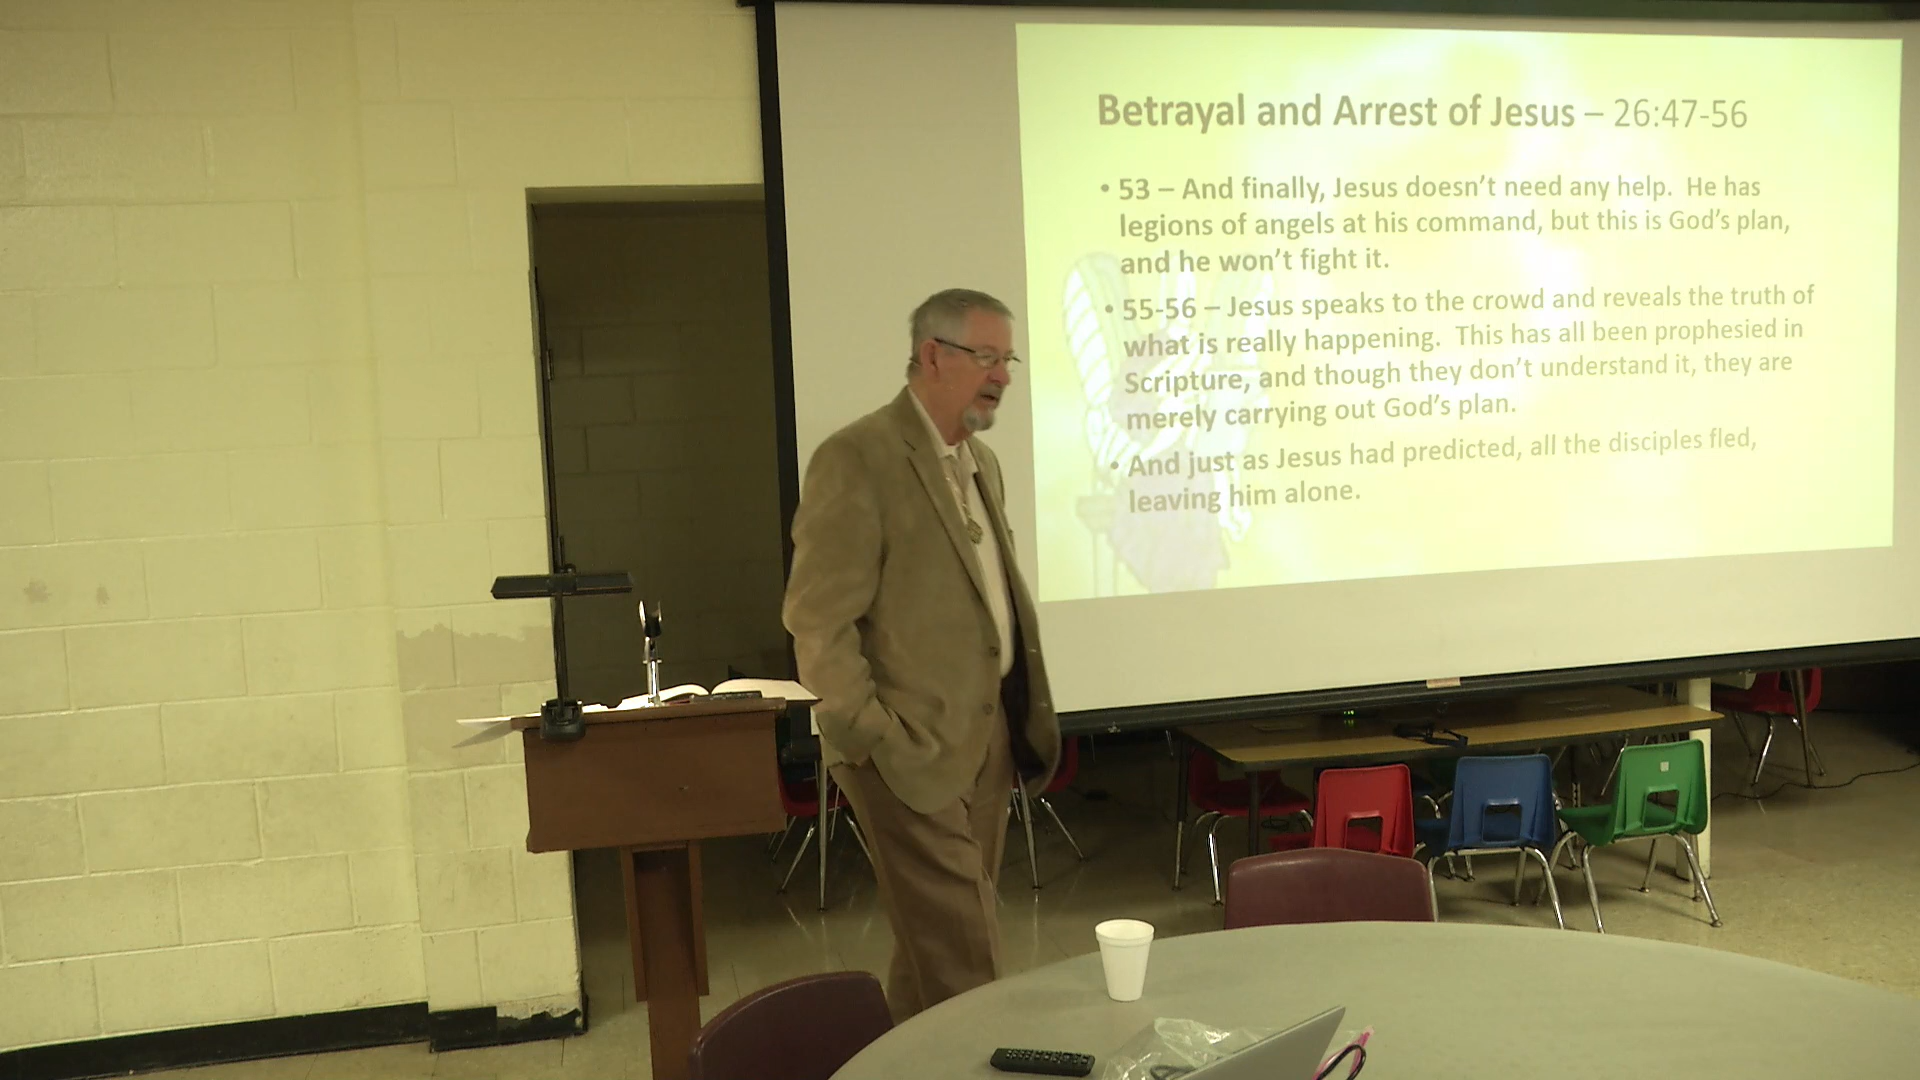 Betrayal and Arrest of Jesus – 26:47-56
• 53 – And finally, Jesus doesn't need any help. He has
legions of angels at his command, but this is God's plan,
and he won't fight it.
• 55-56 – Jesus speaks to the crowd and reveals the truth of
what is really happening. This has all been prophesied in
Scripture, and though they don't understand it, they are
merely carrying out God's plan.
• And just as Jesus had predicted, all the disciples fled,
leaving him alone.